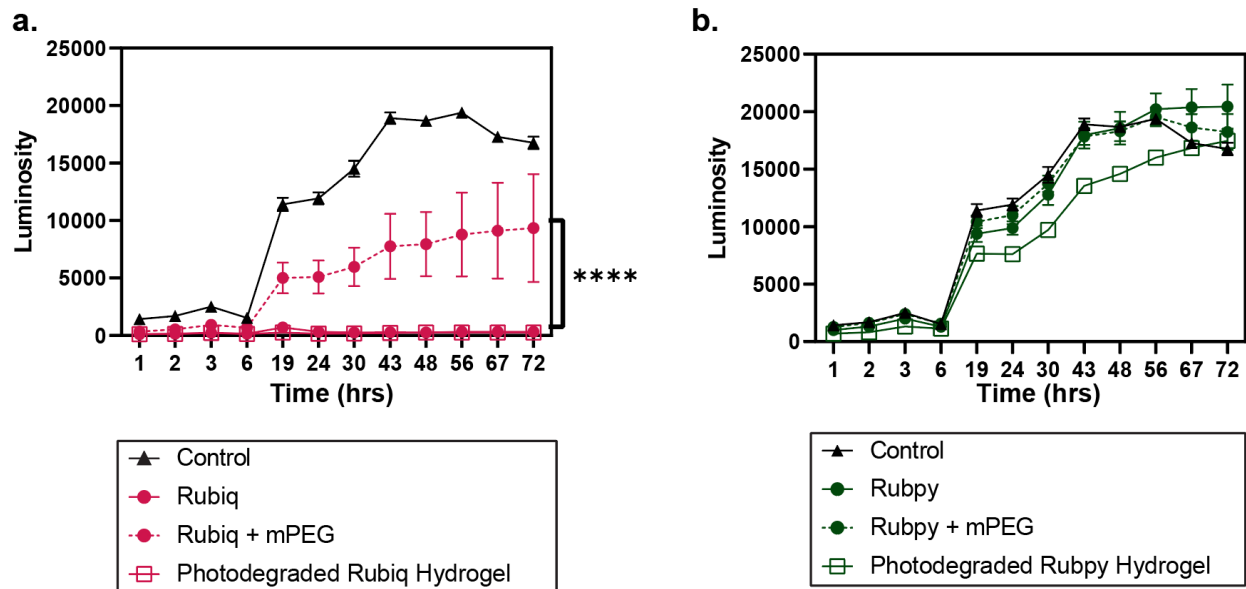 a.
25000
20000
15000
10000
5000
0
Luminosity
1 2 3 6 19 24 30 43 48 56 67 72
Time (hrs)
****
Control
Rubiq
Rubiq + mPEG
Photodegraded Rubiq Hydrogel
b.
25000
20000
15000
10000
5000
0
Luminosity
1 2 3 6 19 24 30 43 48 56 67 72
Time (hrs)
Control
Rubpy
Rubpy + mPEG
Photodegraded Rubpy Hydrogel